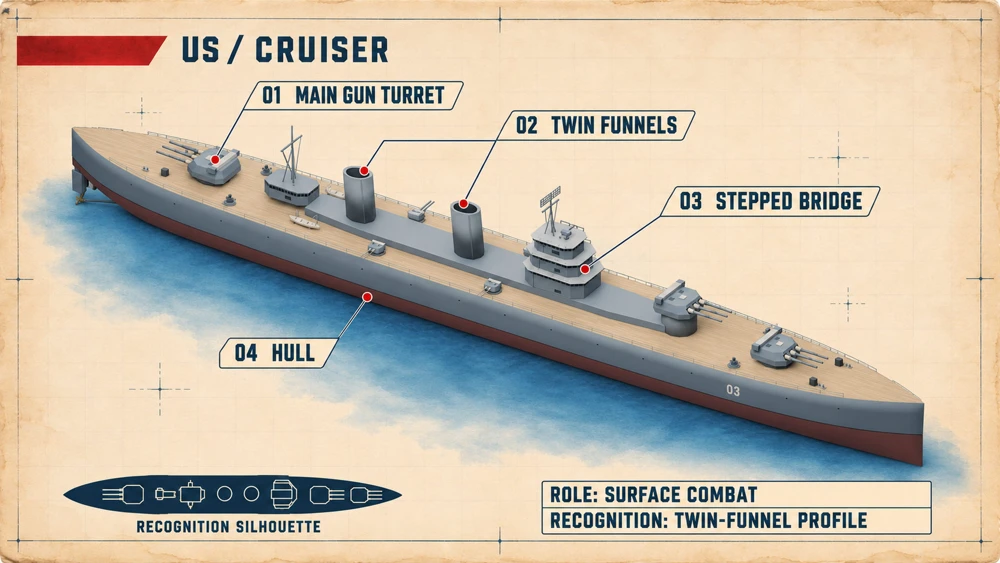 US / CRUISER
01 MAIN GUN TURRET
02 TWIN FUNNELS
03 STEPPED BRIDGE
04 HULL
03
RECOGNITION SILHOUETTE
ROLE: SURFACE COMBAT
RECOGNITION: TWIN-FUNNEL PROFILE